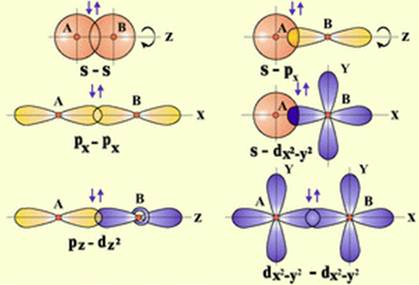 A B Z
s - s
A B Z
s - pₓ
A B X
pₓ - pₓ
Y
A B X
s - dx²-y²
A B Z
pz - dz²
Y Y
A B X
dx²-y² - dx²-y²